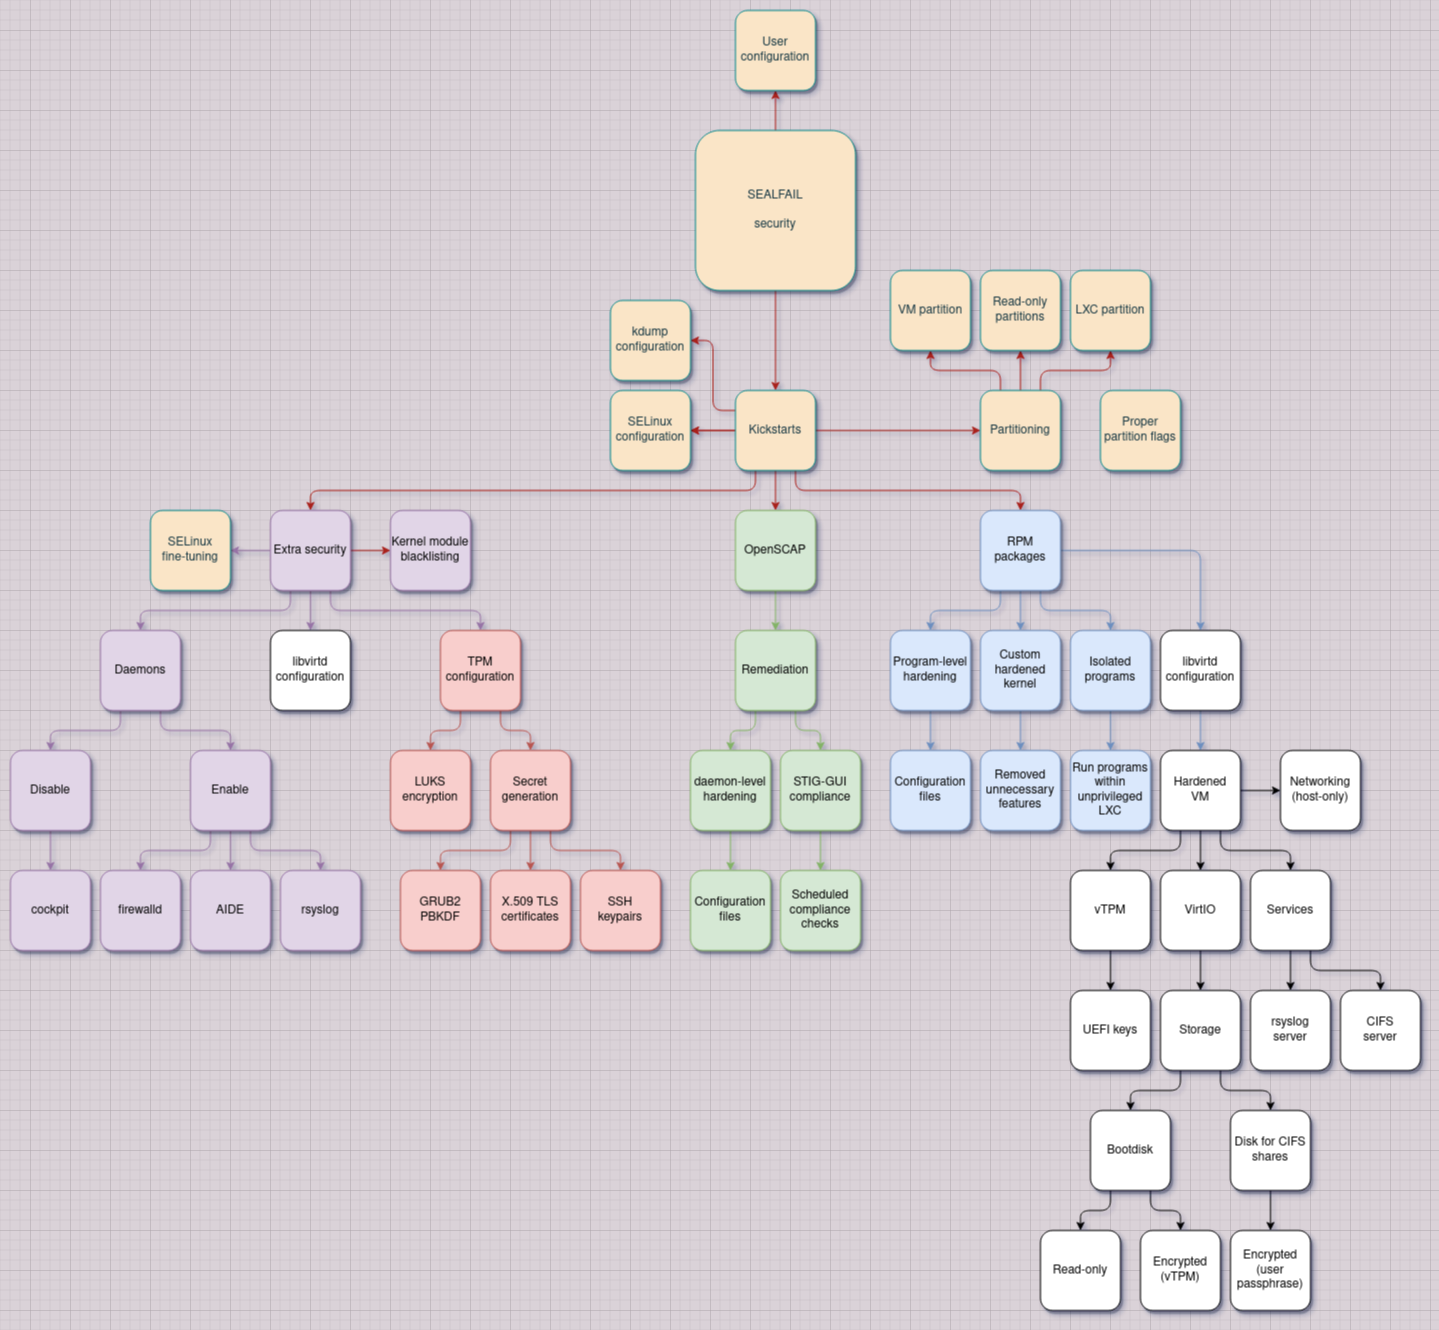 User
configuration
SEALFAIL
security
VM partition
Read-only
partitions
LXC partition
kdump
configuration
SELinux
configuration
Kickstarts
Partitioning
Proper
partition flags
SELinux
fine-tuning
Extra security
Kernel module
blacklisting
OpenSCAP
RPM
packages
Daemons
libvirtd
configuration
TPM
configuration
Remediation
Program-level
hardening
Custom
hardened
kernel
Isolated
programs
libvirtd
configuration
Disable
Enable
LUKS
encryption
Secret
generation
daemon-level
hardening
STIG-GUI
compliance
Configuration
files
Removed
unnecessary
features
Run programs
within
unprivileged
LXC
Hardened
VM
Networking
(host-only)
cockpit
firewalld
AIDE
rsyslog
GRUB2
PBKDF
X.509 TLS
certificates
SSH
keypairs
Configuration
files
Scheduled
compliance
checks
vTPM
VirtIO
Services
UEFI keys
Storage
rsyslog
server
CIFS
server
Bootdisk
Disk for CIFS
shares
Read-only
Encrypted
(vTPM)
Encrypted
(user
passphrase)